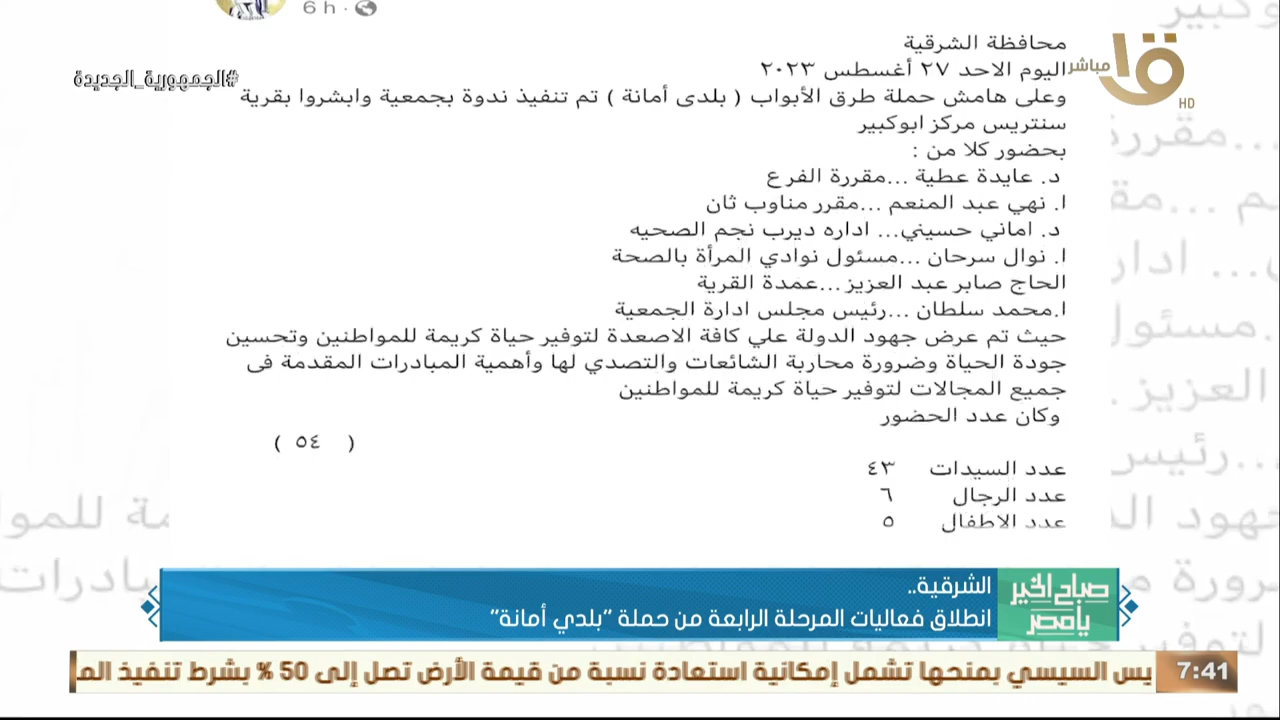 6 h
محافظة الشرقية
اليوم الاحد ٢٧ أغسطس ٢٠٢٣
وعلى هامش حملة طرق الأبواب ( بلدى أمانة ) تم تنفيذ ندوة بجمعية وابشروا بقرية
سنتريس مركز ابوكبير
بحضور كلا من :
د. عايدة عطية ...مقررة الفرع
ا. نهي عبد المنعم ...مقرر مناوب ثان
د. اماني حسيني... اداره ديرب نجم الصحيه
ا. نوال سرحان ...مسئول نوادي المرأة بالصحة
الحاج صابر عبد العزيز...عمدة القرية
ا.محمد سلطان ...رئيس مجلس ادارة الجمعية
حيث تم عرض جهود الدولة علي كافة الاصعدة لتوفير حياة كريمة للمواطنين وتحسين
جودة الحياة وضرورة محاربة الشائعات والتصدي لها وأهمية المبادرات المقدمة فى
جميع المجالات لتوفير حياة كريمة للمواطنين
وكان عدد الحضور
( ٥٤ )
عدد السيدات ٤٣
عدد الرجال ٦
عدد الاطفال ٥
#الجمهورية_الجديدة
مباشر
HD
صباح الخير
يا مصر
الشرقية..
انطلاق فعاليات المرحلة الرابعة من حملة "بلدي أمانة"
7:41
يس السيسي بمنحها تشمل إمكانية استعادة نسبة من قيمة الأرض تصل إلى 50 % بشرط تنفيذ الم